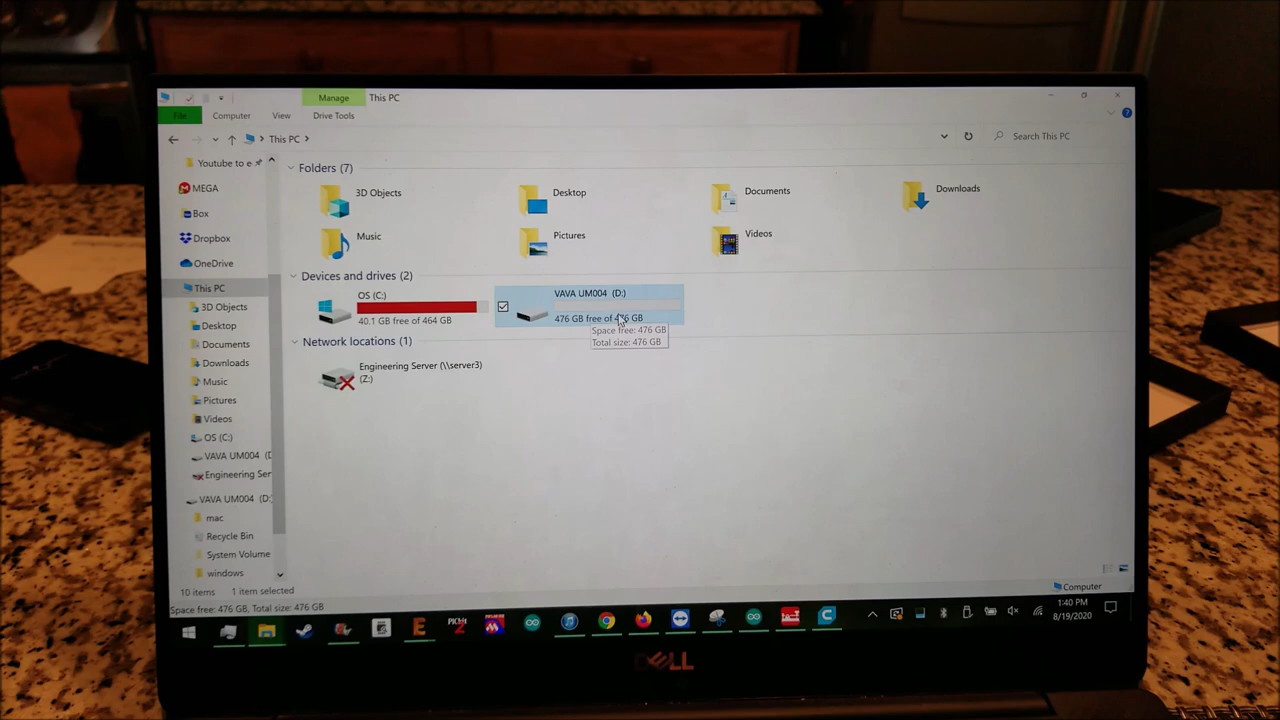 Manage This PC
File Computer View Drive Tools
This PC
Search This PC
Youtube to e
MEGA
Box
Dropbox
OneDrive
This PC
3D Objects
Desktop
Documents
Downloads
Music
Pictures
Videos
OS (C:)
VAVA UM004 (D
Engineering Ser
VAVA UM004 (D:
mac
Recycle Bin
System Volume
windows
Folders (7)
3D Objects Desktop Documents Downloads
Music Pictures Videos
Devices and drives (2)
OS (C:)
40.1 GB free of 464 GB
VAVA UM004 (D:)
476 GB free of 476 GB
Space free: 476 GB
Total size: 476 GB
Network locations (1)
Engineering Server (\\server3)
(Z:)
10 items 1 item selected
Computer
Space free: 476 GB, Total size: 476 GB
1:40 PM
8/19/2020
DELL